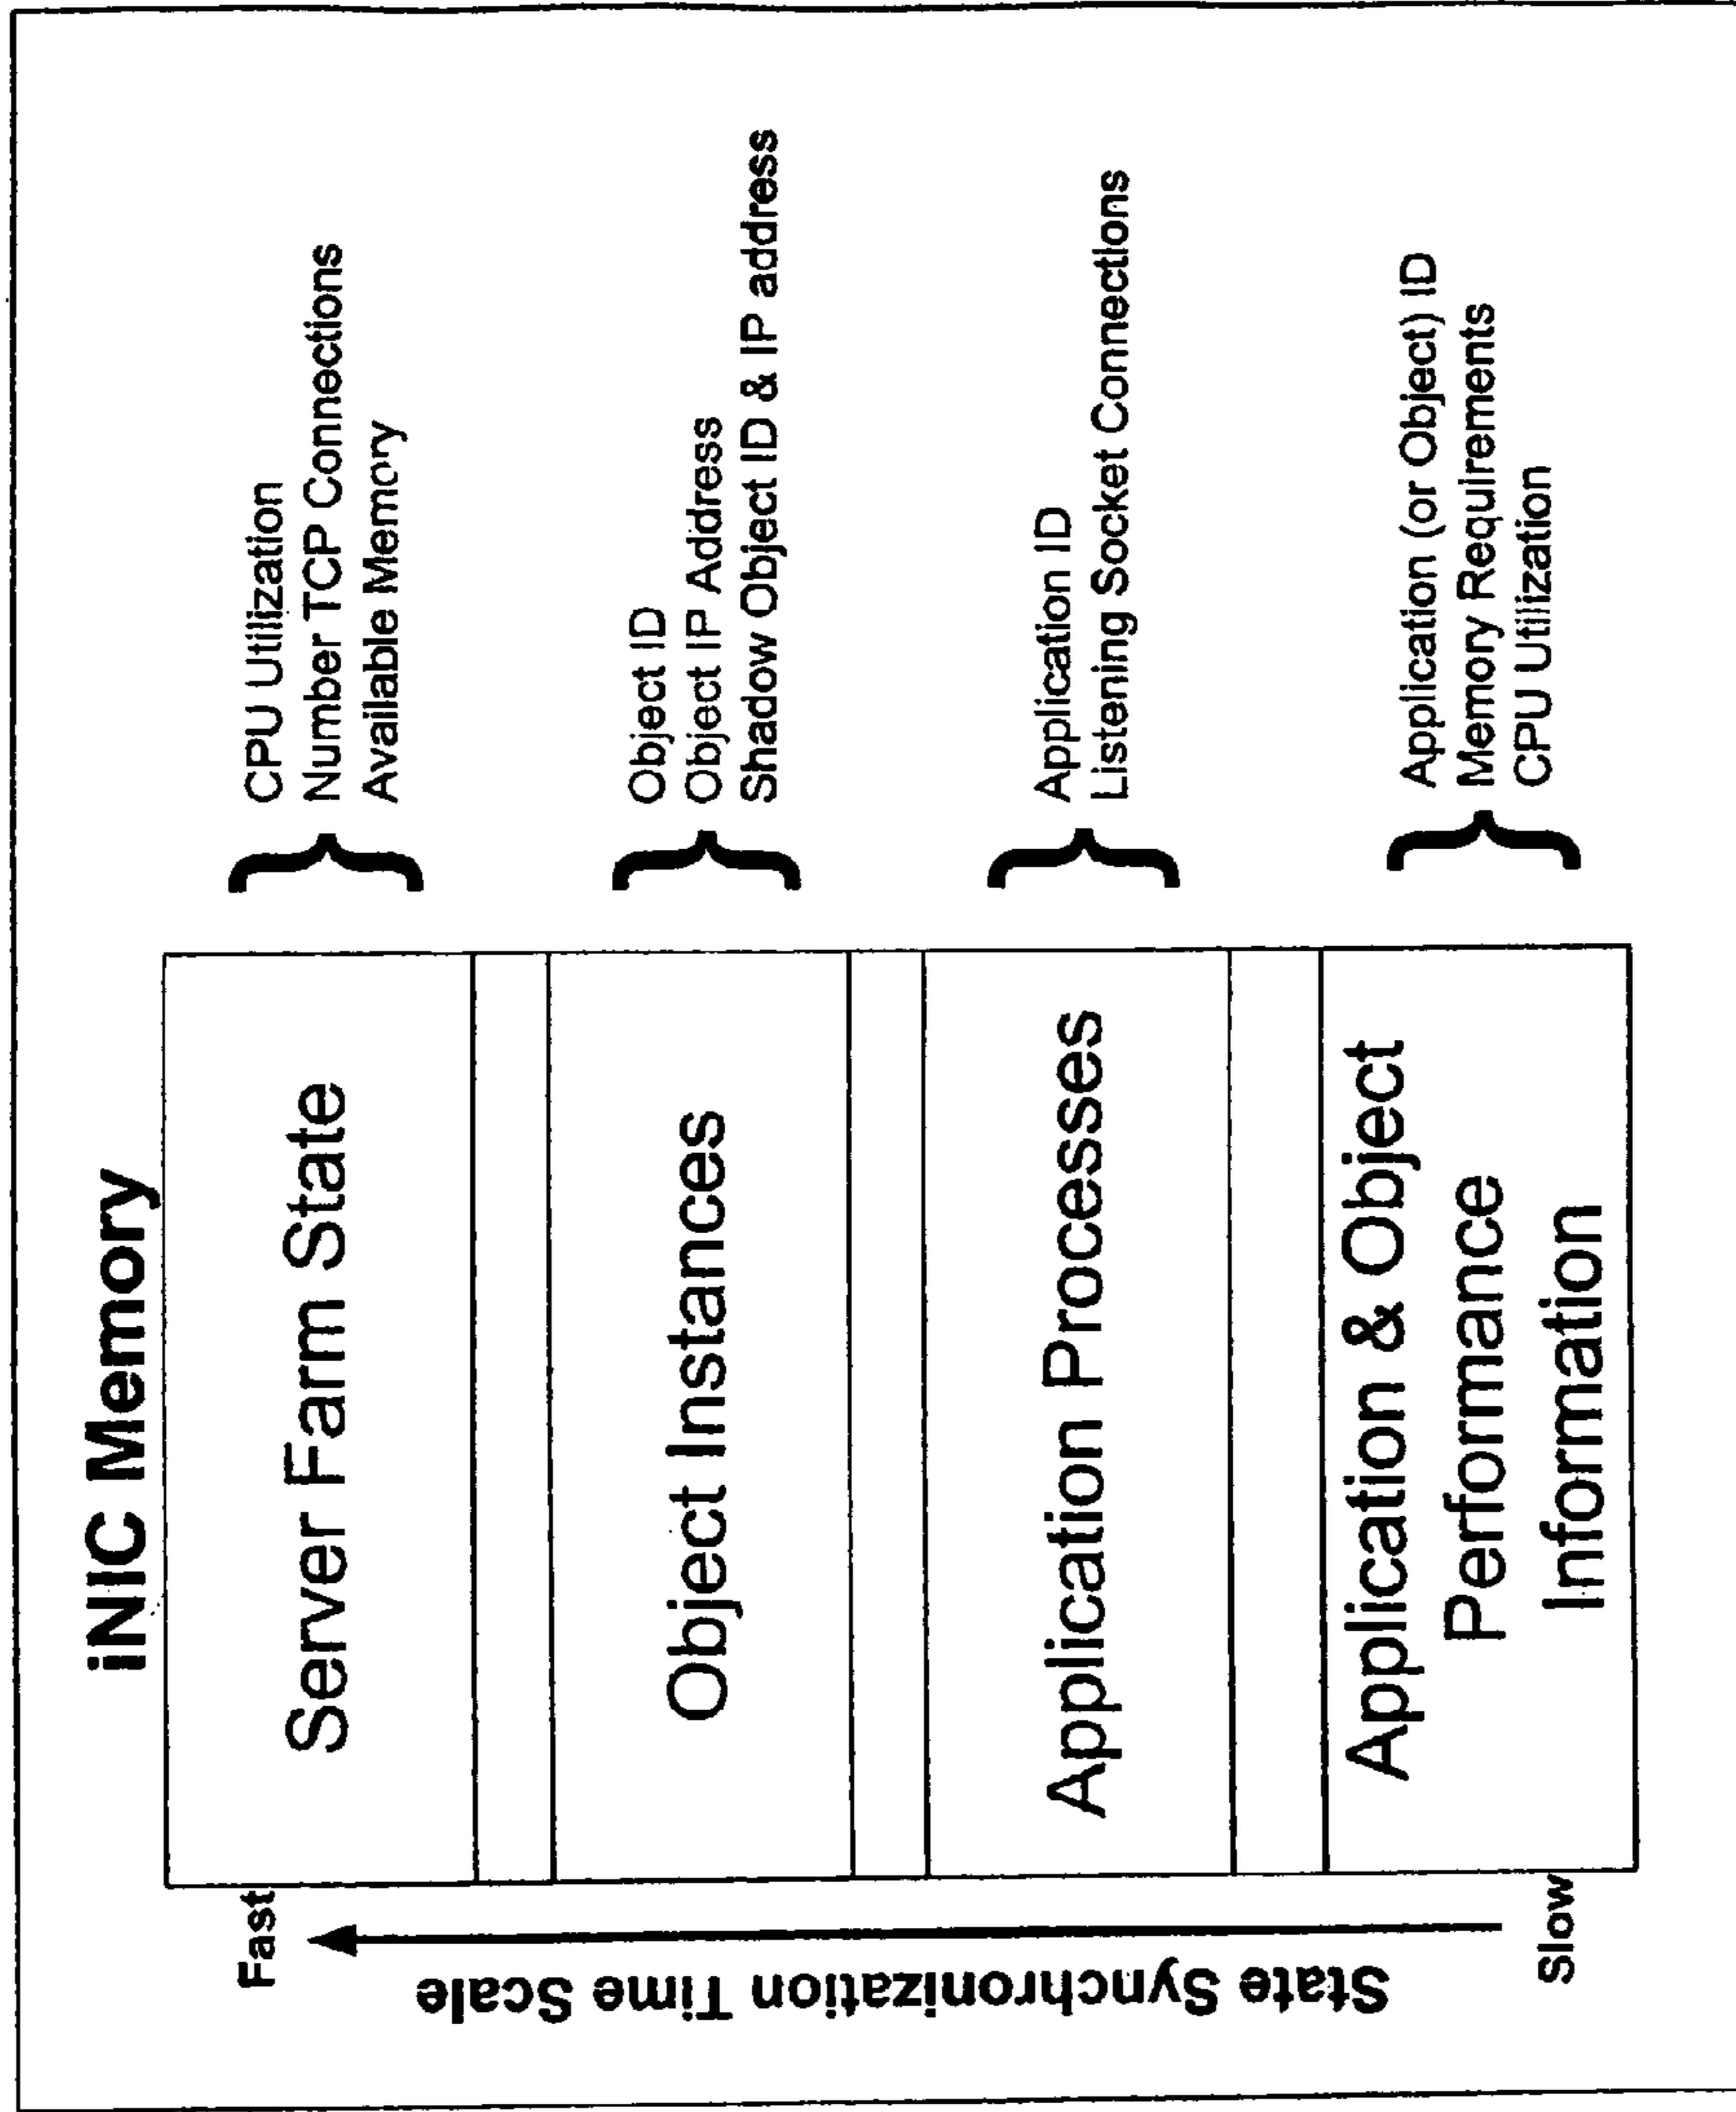 iNIC Memory
Fast
State Synchronization Time Scale
Slow
Server Farm State
CPU Utilization
Number TCP Connections
Available Memory
Object Instances
Object ID
Object IP Address
Shadow Object ID & IP address
Application Processes
Application ID
Listening Socket Connections
Application & Object
Performance
Information
Application (or Object) ID
Memory Requirements
CPU Utilization